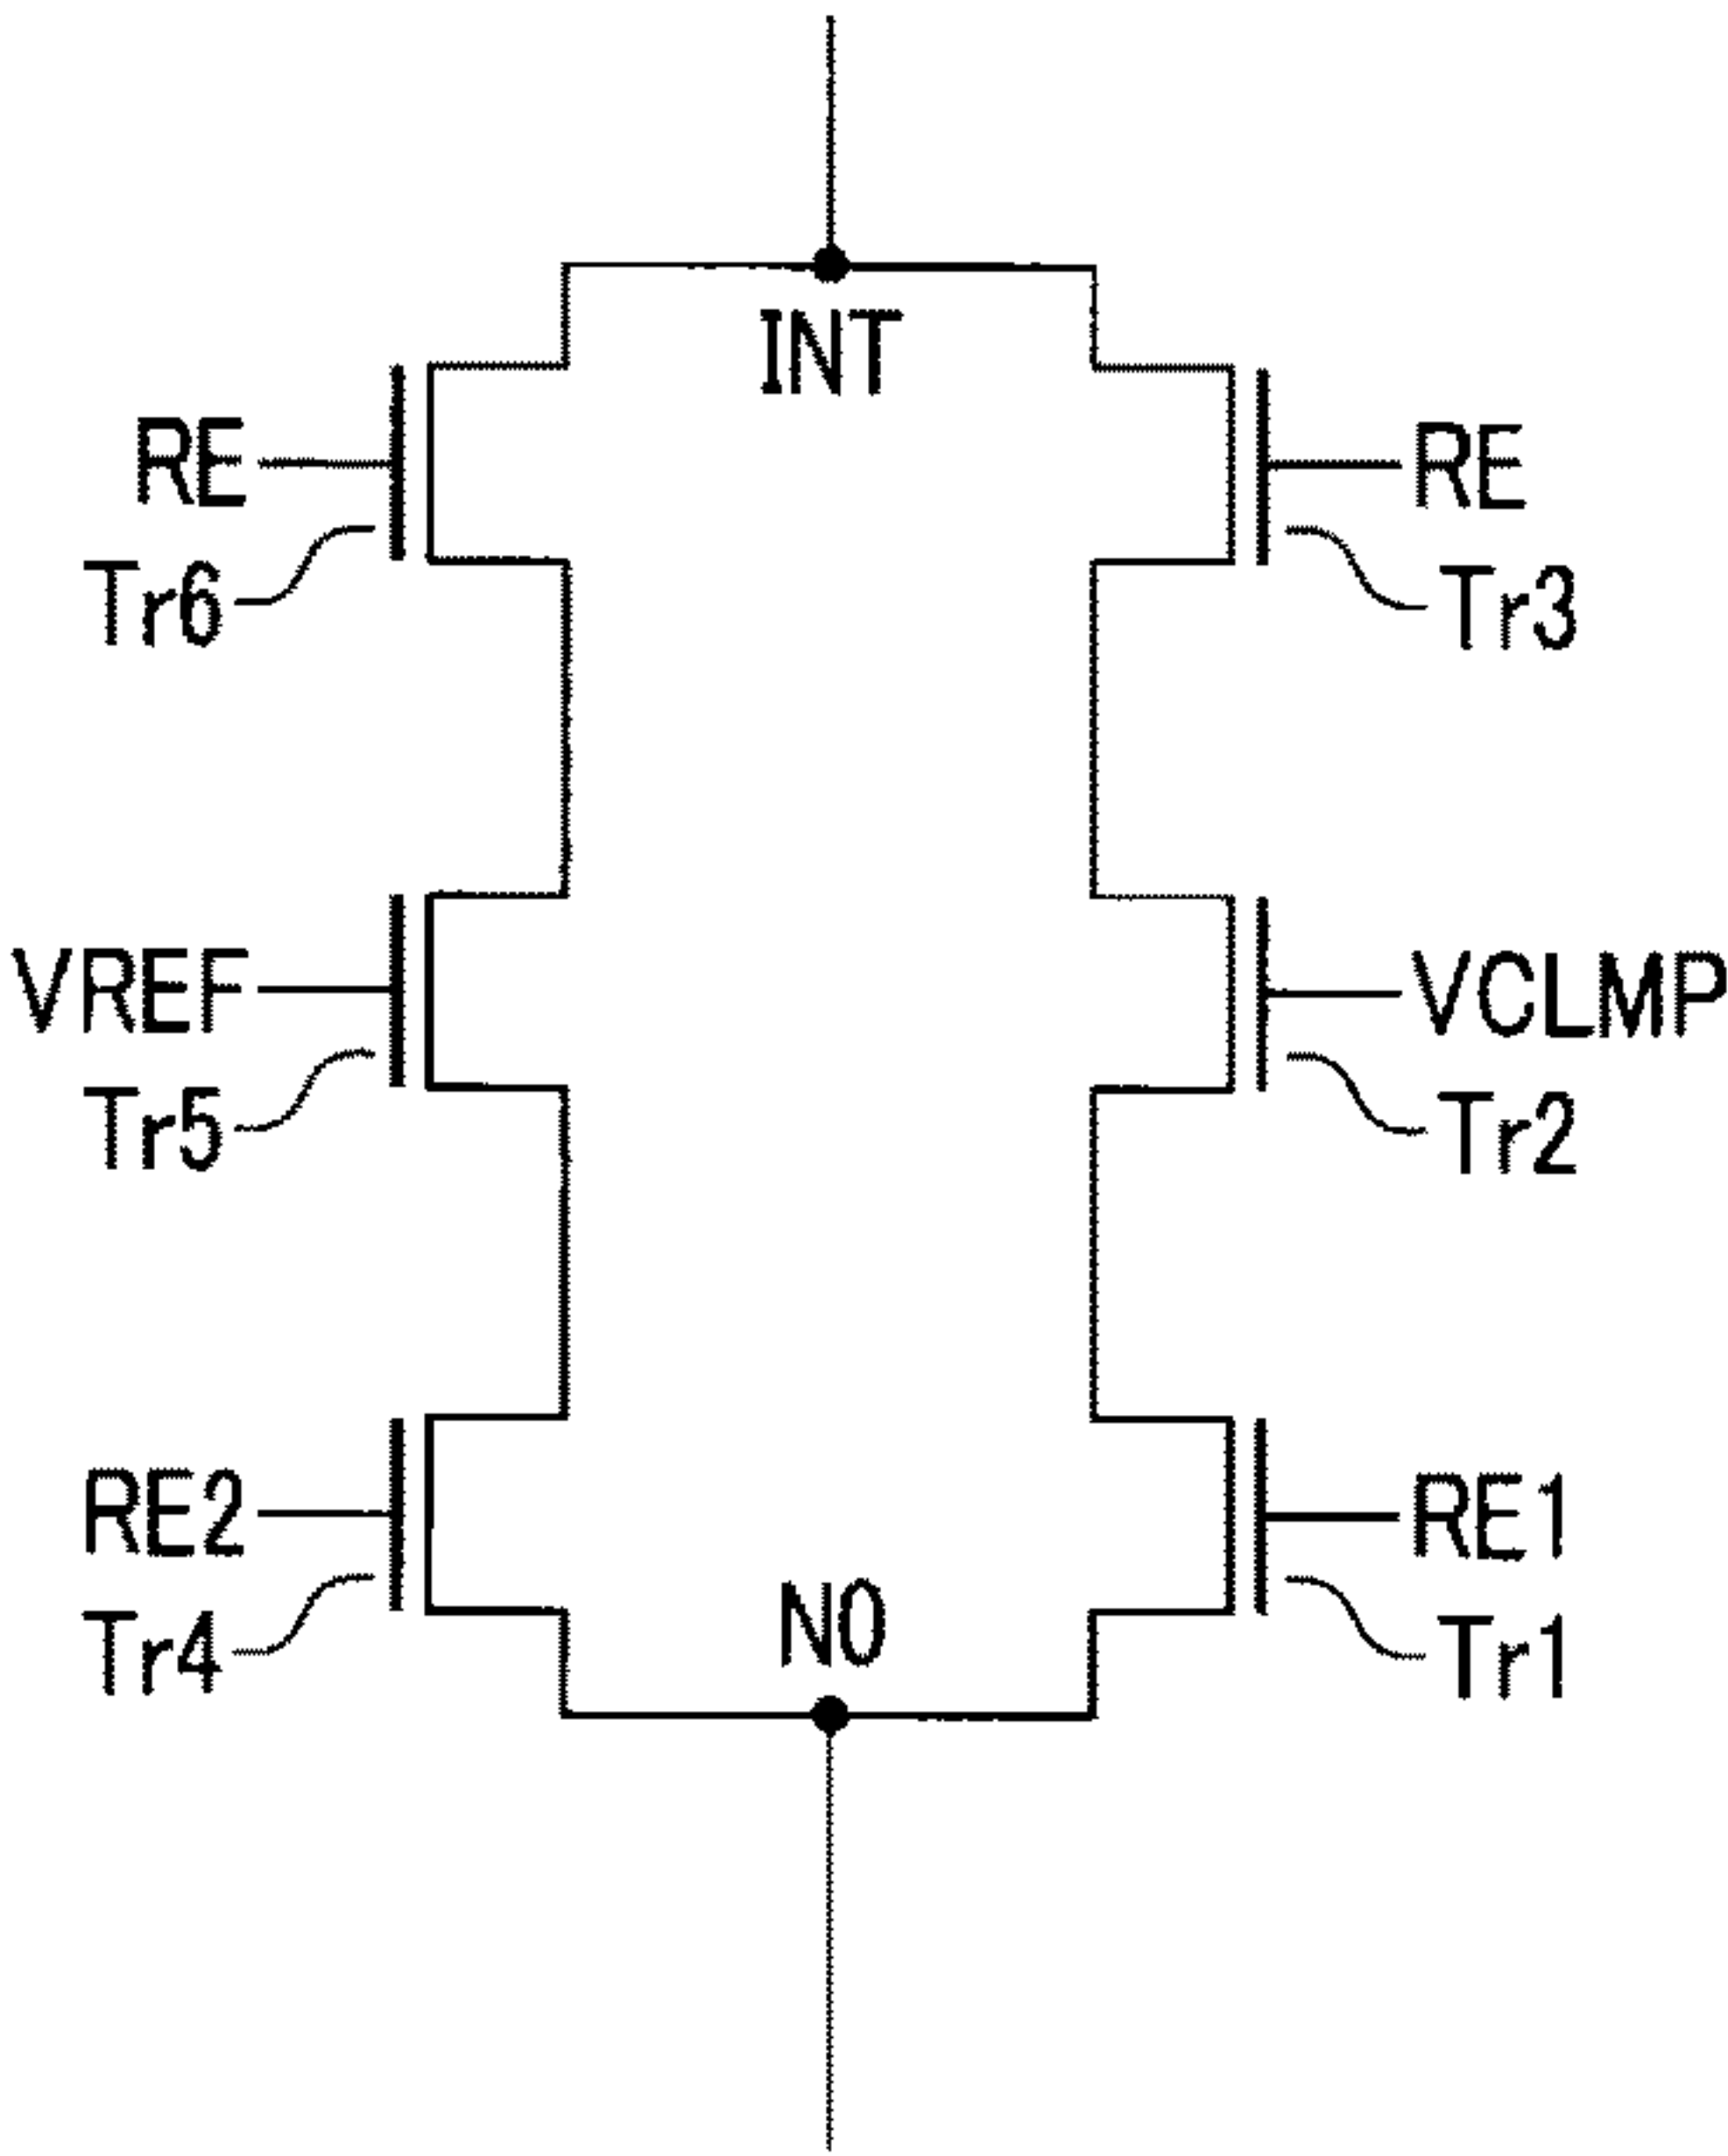 INT
RE
RE
Tr6
Tr3
VREF
VCLMP
Tr5
Tr2
RE2
RE1
N0
Tr4
Tr1